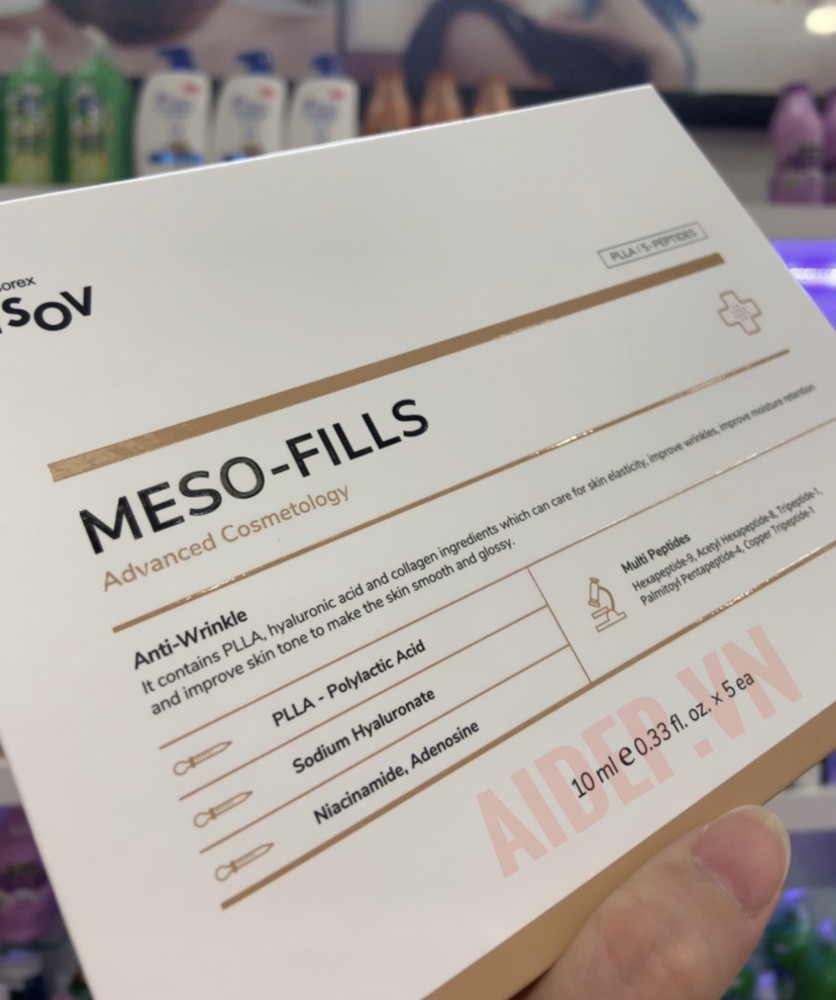 PLLA / 5-PEPTIDES
MESO-FILLS
Advanced Cosmetology
Anti-Wrinkle
It contains PLLA, hyaluronic acid and collagen ingredients which can care for skin elasticity, improve wrinkles, improve moisture retention
and improve skin tone to make the skin smooth and glossy.
PLLA - Polylactic Acid
Sodium Hyaluronate
Niacinamide, Adenosine
Multi Peptides
Hexapeptide-9, Acetyl Hexapeptide-8, Tripeptide-1,
Palmitoyl Pentapeptide-4, Copper Tripeptide-1
10 ml e 0.33 fl. oz. x 5 ea
AIDEP.VN